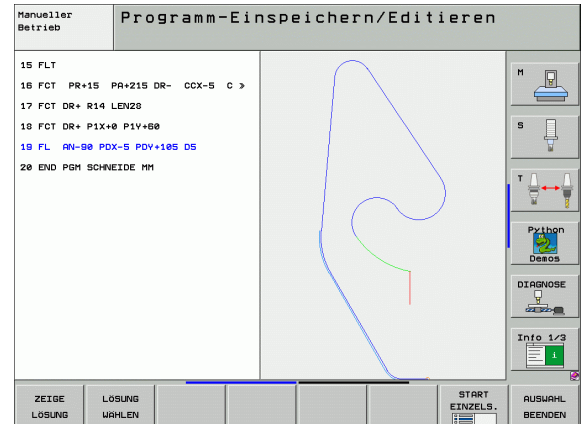 Manueller
Betrieb
Programm-Einspeichern/Editieren
15 FLT
16 FCT PR+15 PA+215 DR- CCX-5 C »
17 FCT DR+ R14 LEN28
18 FCT DR+ P1X+0 P1Y+60
19 FL AN-90 PDX-5 PDY+105 D5
20 END PGM SCHNEIDE MM
M
S
T
Python
Demos
DIAGNOSE
Info 1/3
i
ZEIGE
LÖSUNG
LÖSUNG
WÄHLEN
START
EINZELS.
AUSWAHL
BEENDEN